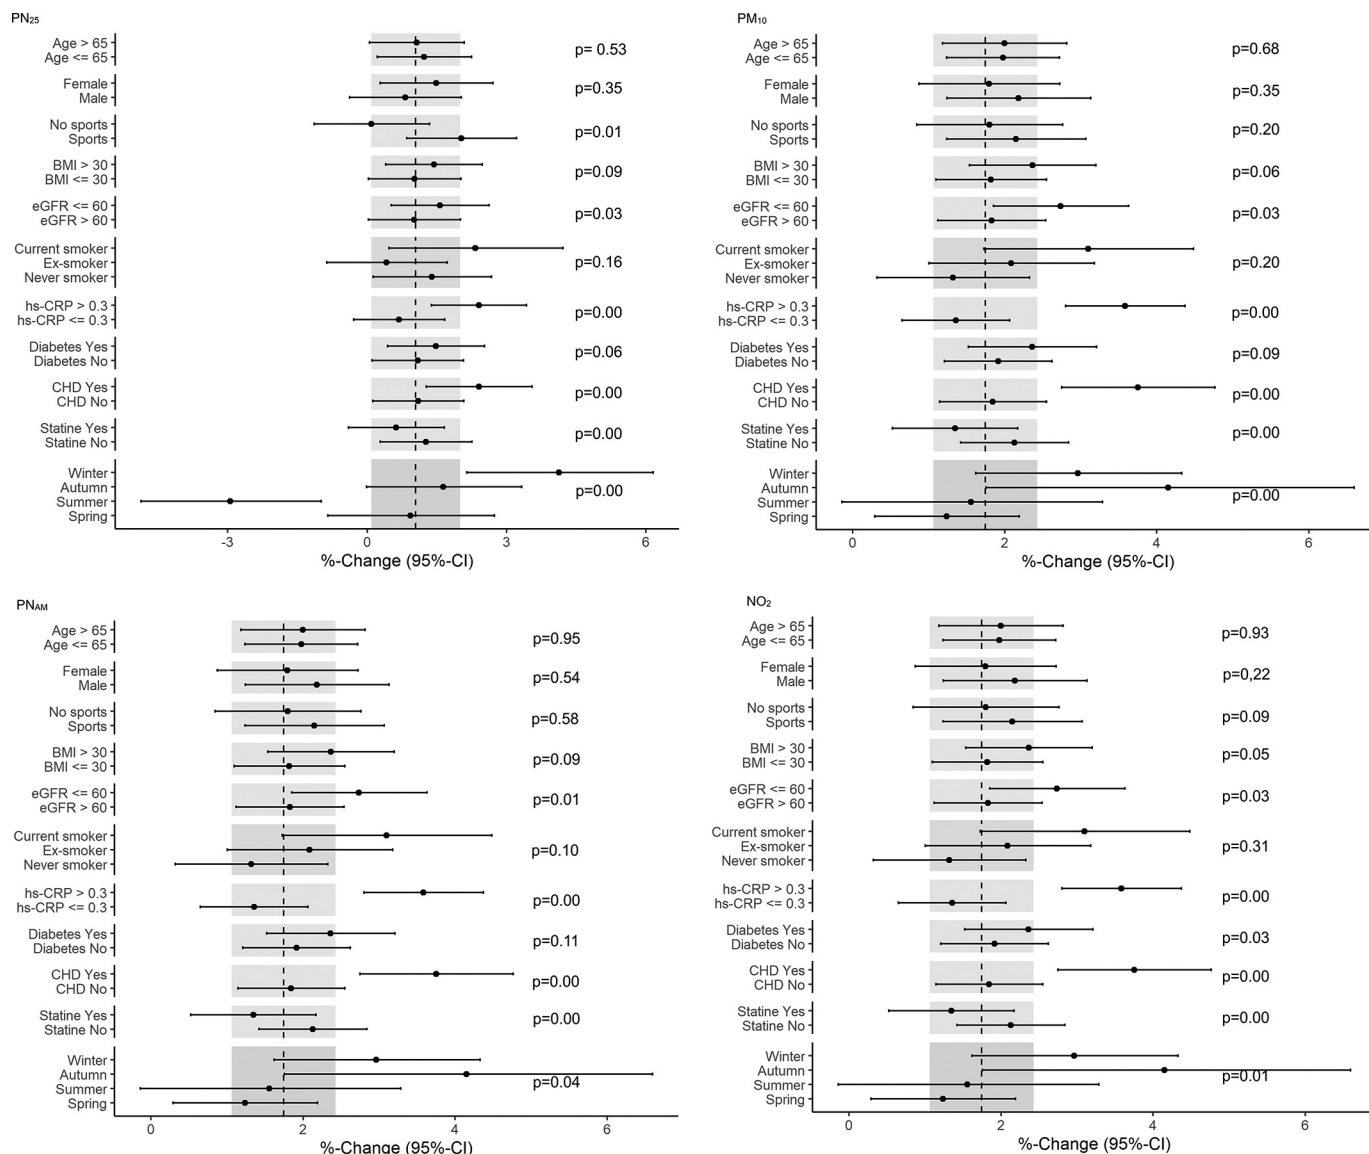 PN₂₅
Age > 65
Age <= 65
p= 0.53
Female
Male
p=0.35
No sports
Sports
p=0.01
BMI > 30
BMI <= 30
p=0.09
eGFR <= 60
eGFR > 60
p=0.03
Current smoker
Ex-smoker
Never smoker
p=0.16
hs-CRP > 0.3
hs-CRP <= 0.3
p=0.00
Diabetes Yes
Diabetes No
p=0.06
CHD Yes
CHD No
p=0.00
Statine Yes
Statine No
p=0.00
Winter
Autumn
Summer
Spring
p=0.00
-3 0 3 6
%-Change (95%-CI)
PM₁₀
Age > 65
Age <= 65
p=0.68
Female
Male
p=0.35
No sports
Sports
p=0.20
BMI > 30
BMI <= 30
p=0.06
eGFR <= 60
eGFR > 60
p=0.03
Current smoker
Ex-smoker
Never smoker
p=0.20
hs-CRP > 0.3
hs-CRP <= 0.3
p=0.00
Diabetes Yes
Diabetes No
p=0.09
CHD Yes
CHD No
p=0.00
Statine Yes
Statine No
p=0.00
Winter
Autumn
Summer
Spring
p=0.00
0 2 4 6
%-Change (95%-CI)
PN_AM
Age > 65
Age <= 65
p=0.95
Female
Male
p=0.54
No sports
Sports
p=0.58
BMI > 30
BMI <= 30
p=0.09
eGFR <= 60
eGFR > 60
p=0.01
Current smoker
Ex-smoker
Never smoker
p=0.10
hs-CRP > 0.3
hs-CRP <= 0.3
p=0.00
Diabetes Yes
Diabetes No
p=0.11
CHD Yes
CHD No
p=0.00
Statine Yes
Statine No
p=0.00
Winter
Autumn
Summer
Spring
p=0.04
0 2 4 6
%-Change (95%-CI)
NO₂
Age > 65
Age <= 65
p=0.93
Female
Male
p=0,22
No sports
Sports
p=0.09
BMI > 30
BMI <= 30
p=0.05
eGFR <= 60
eGFR > 60
p=0.03
Current smoker
Ex-smoker
Never smoker
p=0.31
hs-CRP > 0.3
hs-CRP <= 0.3
p=0.00
Diabetes Yes
Diabetes No
p=0.03
CHD Yes
CHD No
p=0.00
Statine Yes
Statine No
p=0.00
Winter
Autumn
Summer
Spring
p=0.01
0 2 4 6
%-Change (95%-CI)